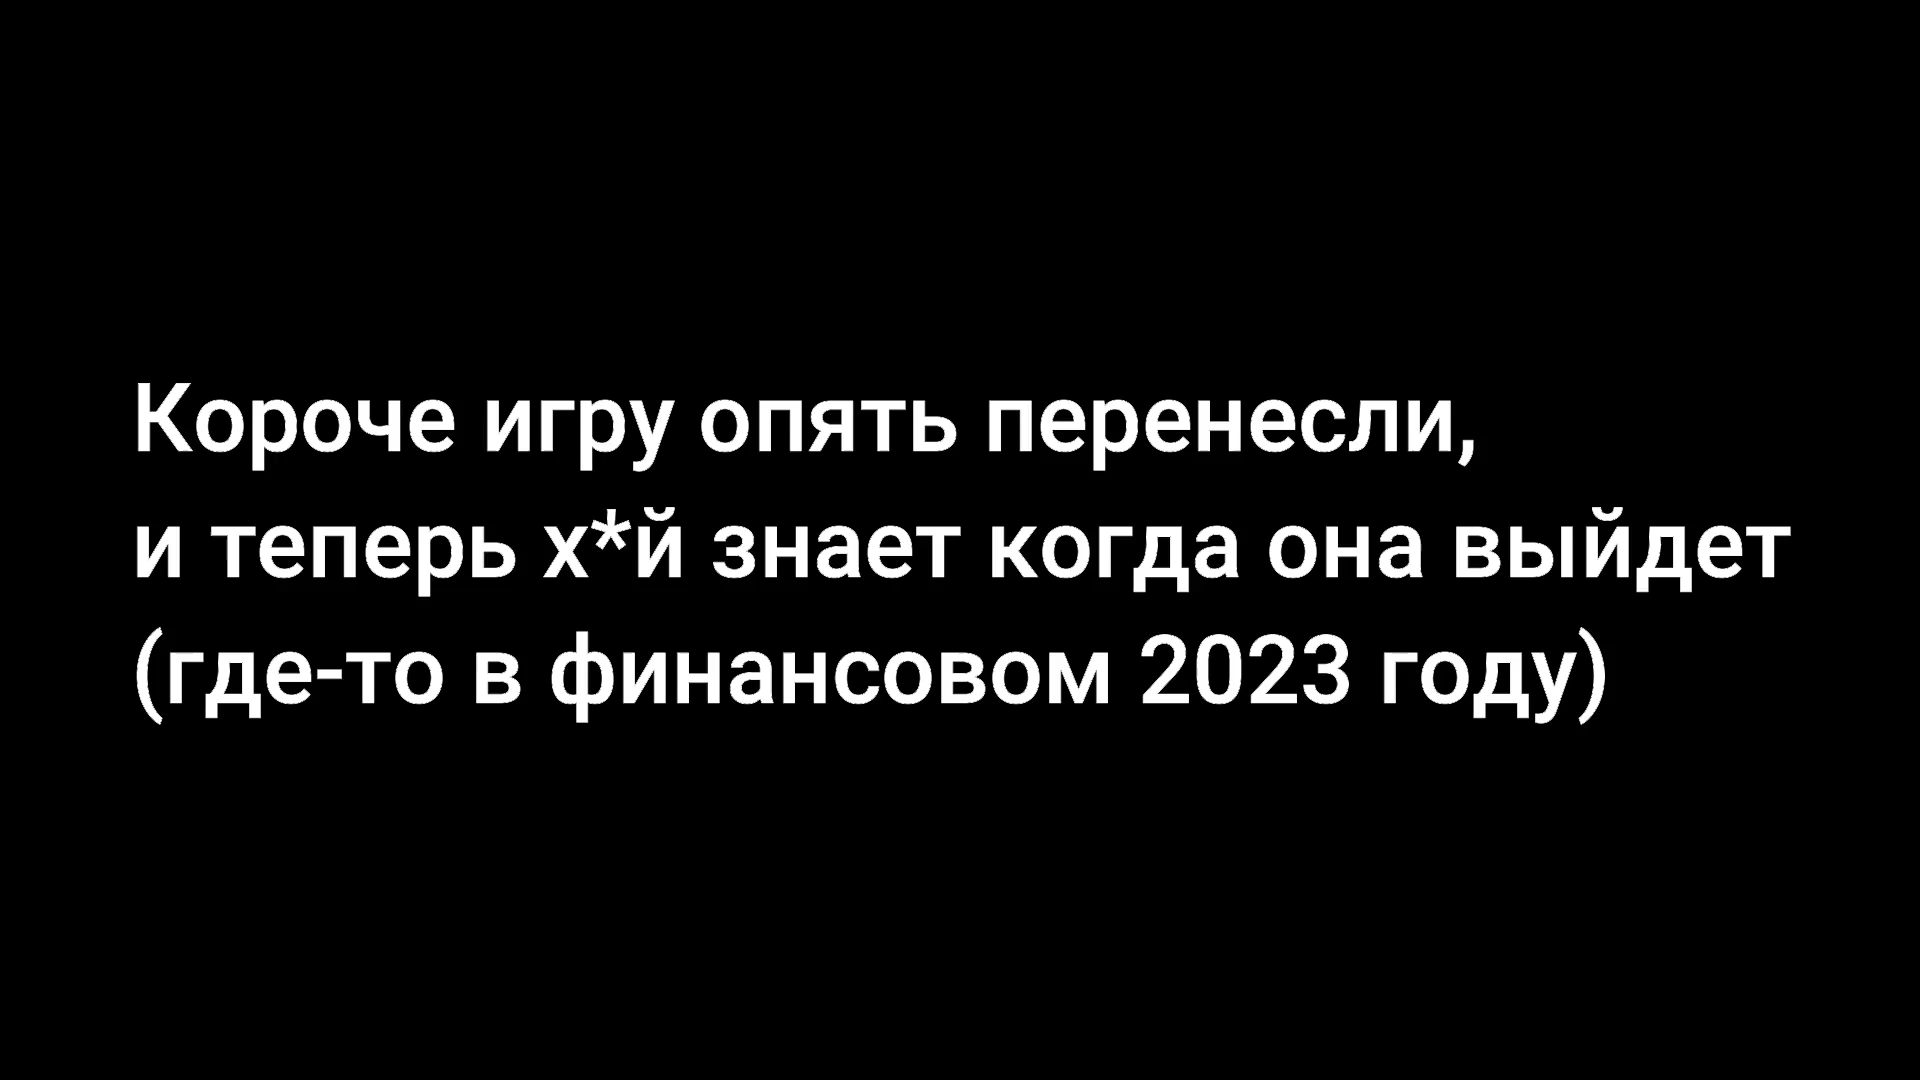 Короче игру опять перенесли,
и теперь х*й знает когда она выйдет
(где-то в финансовом 2023 году)